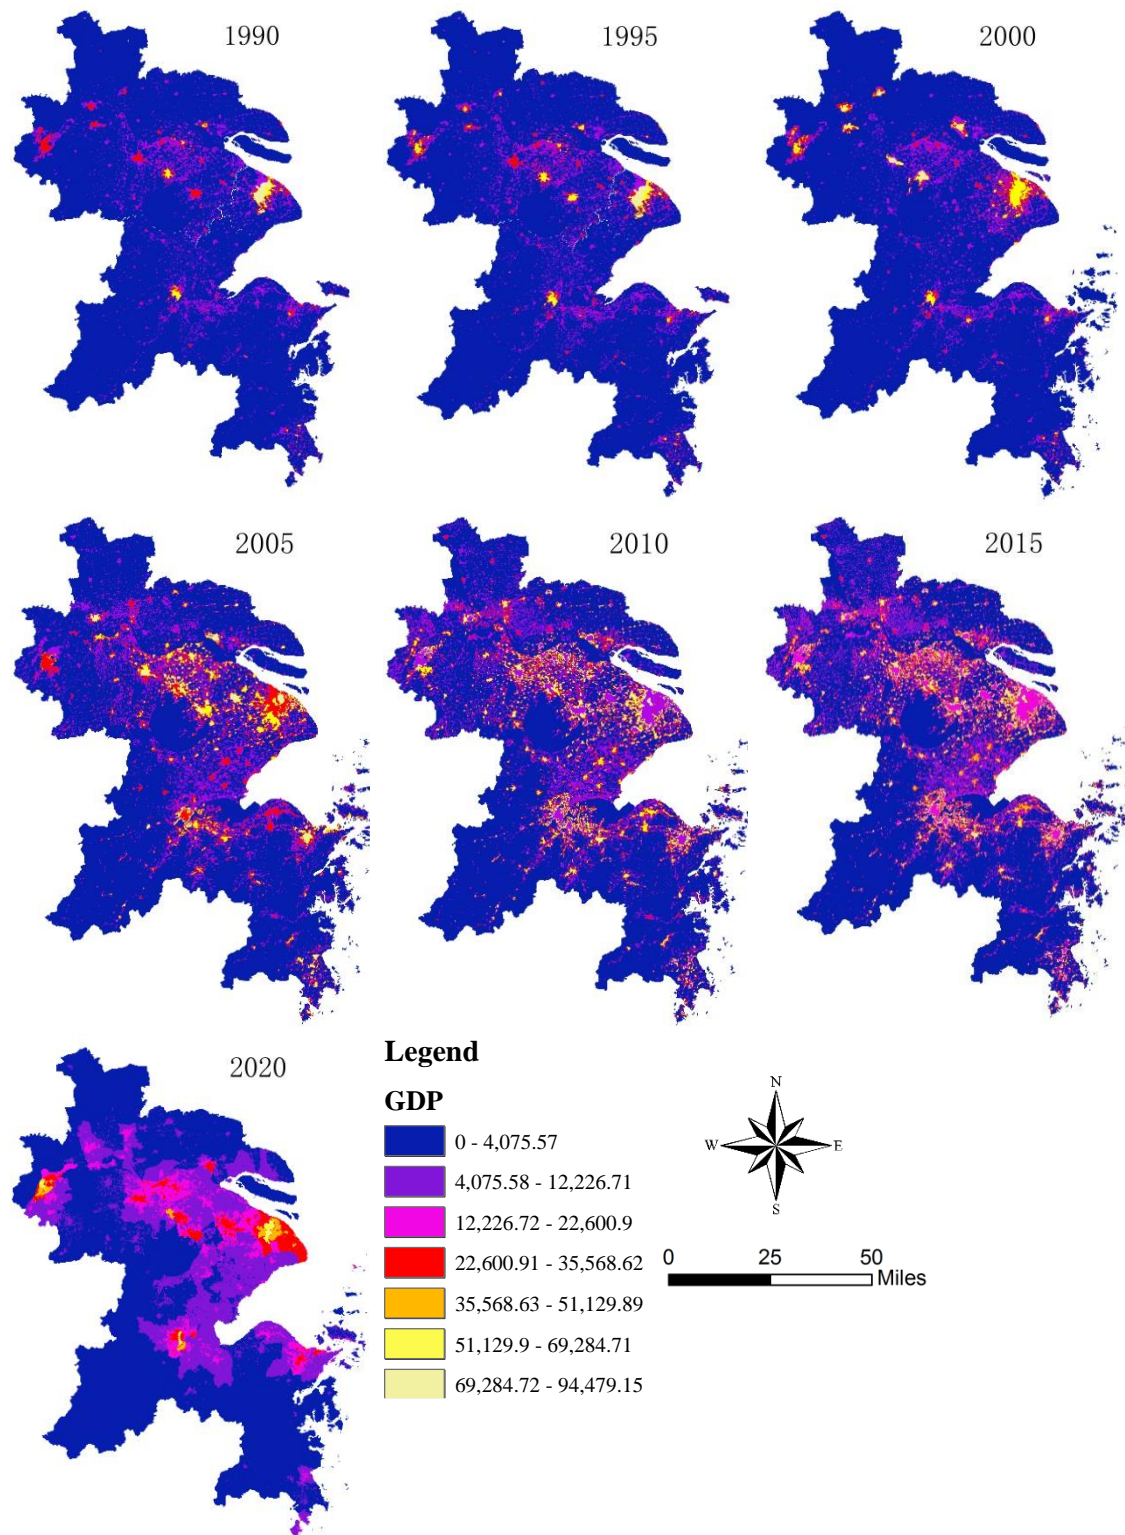 1990
1995
2000
2005
2010
2015
2020
Legend
GDP
0 - 4,075.57
4,075.58 - 12,226.71
12,226.72 - 22,600.9
22,600.91 - 35,568.62
35,568.63 - 51,129.89
51,129.9 - 69,284.71
69,284.72 - 94,479.15
N
W E
S
0 25 50
Miles